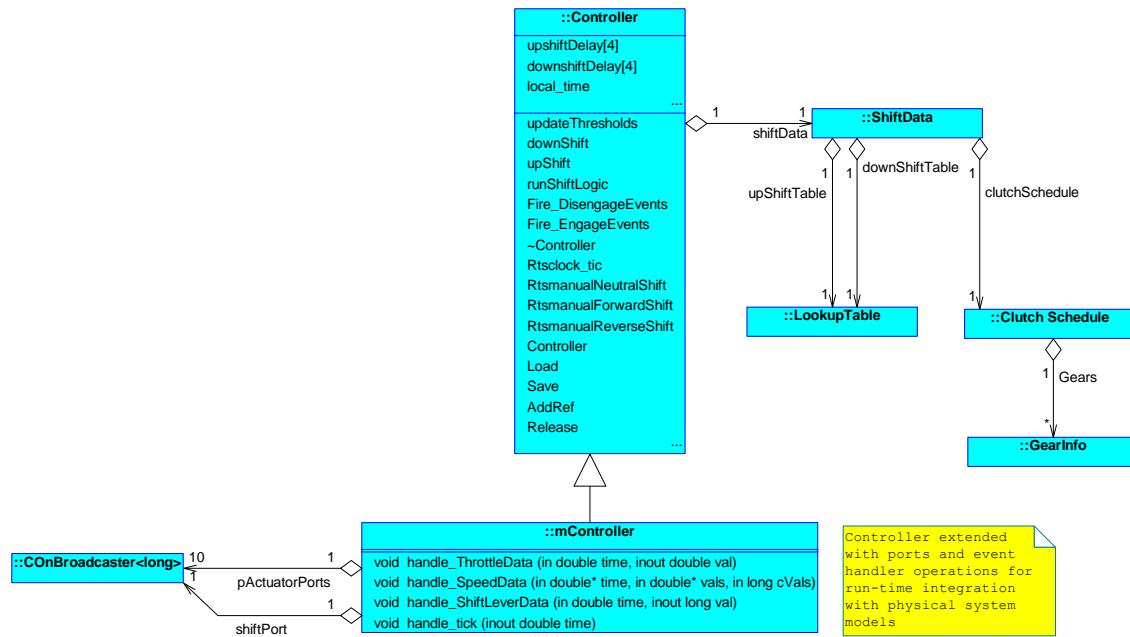 ::Controller
upshiftDelay[4]
downshiftDelay[4]
local_time
...
updateThresholds
downShift
upShift
runShiftLogic
Fire_DisengageEvents
Fire_EngageEvents
~Controller
Rtsclock_tic
RtsmanualNeutralShift
RtsmanualForwardShift
RtsmanualReverseShift
Controller
Load
Save
AddRef
Release
...
1
1
shiftData
::ShiftData
1
1
1
upShiftTable
downShiftTable
clutchSchedule
1
1
1
::LookupTable
::Clutch Schedule
1
Gears
*
::GearInfo
::mController
void handle_ThrottleData (in double time, inout double val)
void handle_SpeedData (in double* time, in double* vals, in long cVals)
void handle_ShiftLeverData (in double time, inout long val)
void handle_tick (inout double time)
::COnBroadcaster<long>
10
1
pActuatorPorts
1
1
shiftPort
Controller extended
with ports and event
handler operations for
run-time integration
with physical system
models